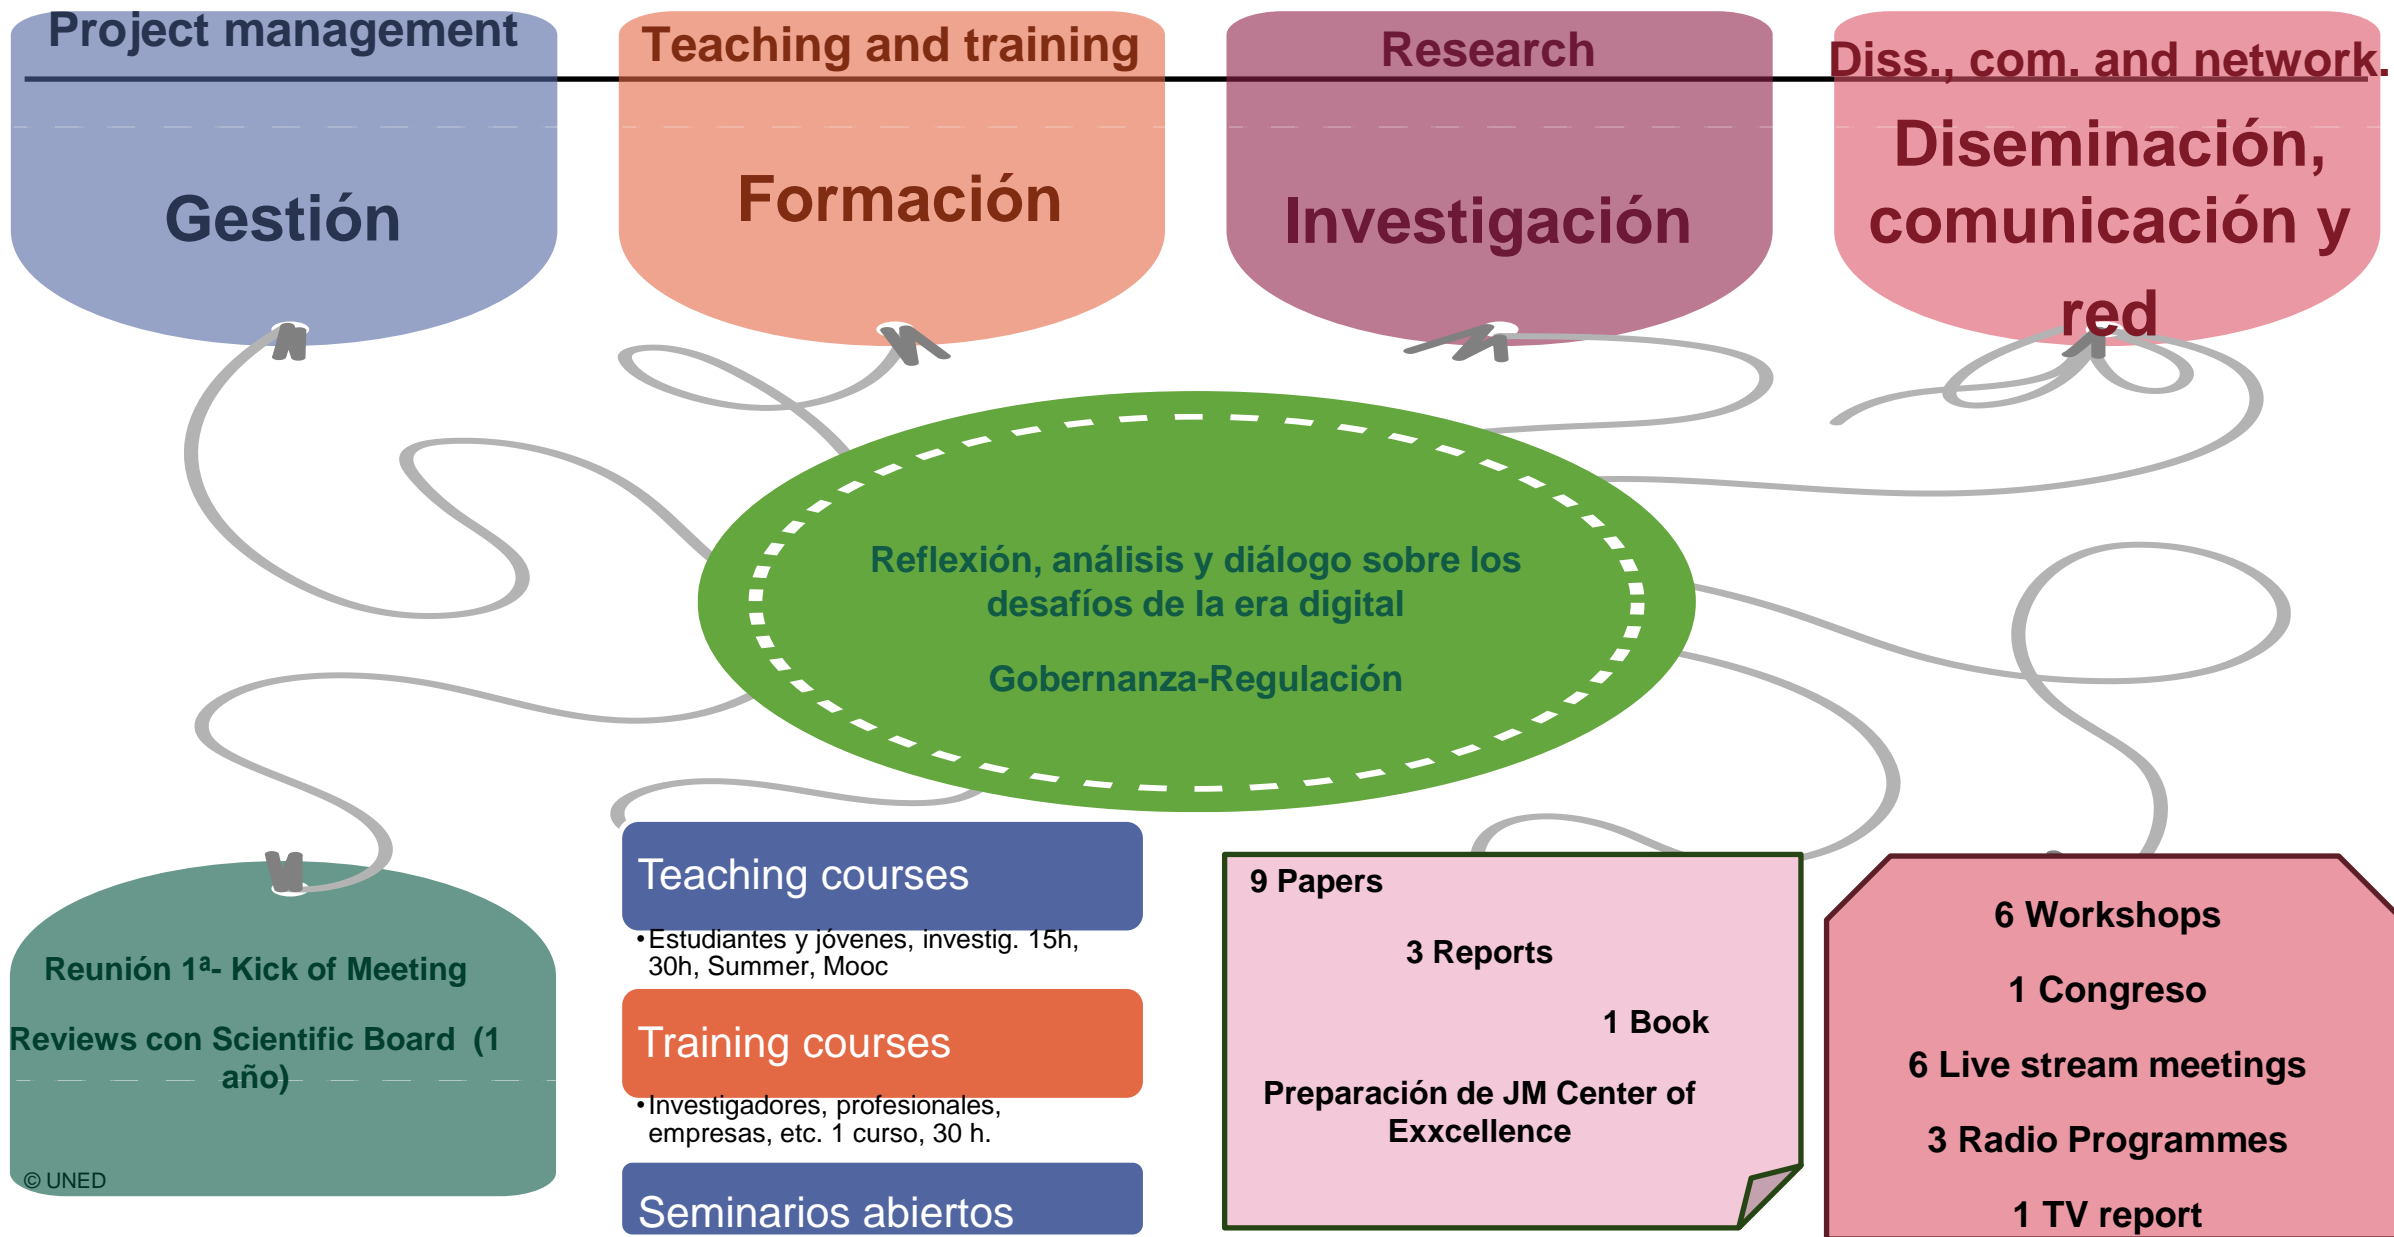 Project management
Teaching and training
Research
Diss., com. and network.
Gestión
Formación
Investigación
Diseminación,
comunicación y
red
Reflexión, análisis y diálogo sobre los
desafíos de la era digital
Gobernanza-Regulación
Reunión 1ª- Kick of Meeting
Reviews con Scientific Board (1
año)
© UNED
Teaching courses
•Estudiantes y jóvenes, investig. 15h,
30h, Summer, Mooc
Training courses
•Investigadores, profesionales,
empresas, etc. 1 curso, 30 h.
Seminarios abiertos
9 Papers
3 Reports
1 Book
Preparación de JM Center of
Exxcellence
6 Workshops
1 Congreso
6 Live stream meetings
3 Radio Programmes
1 TV report